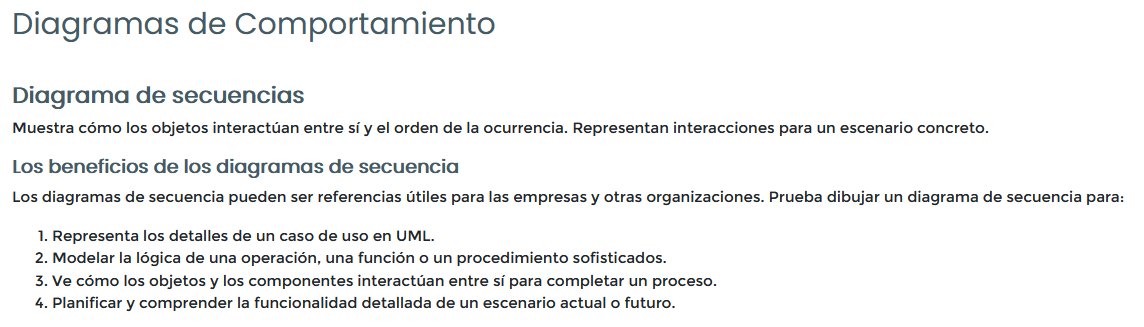 Diagramas de Comportamiento
Diagrama de secuencias
Muestra cómo los objetos interactúan entre sí y el orden de la ocurrencia. Representan interacciones para un escenario concreto.
Los beneficios de los diagramas de secuencia
Los diagramas de secuencia pueden ser referencias útiles para las empresas y otras organizaciones. Prueba dibujar un diagrama de secuencia para:
1. Representa los detalles de un caso de uso en UML.
2. Modelar la lógica de una operación, una función o un procedimiento sofisticados.
3. Ve cómo los objetos y los componentes interactúan entre sí para completar un proceso.
4. Planificar y comprender la funcionalidad detallada de un escenario actual o futuro.